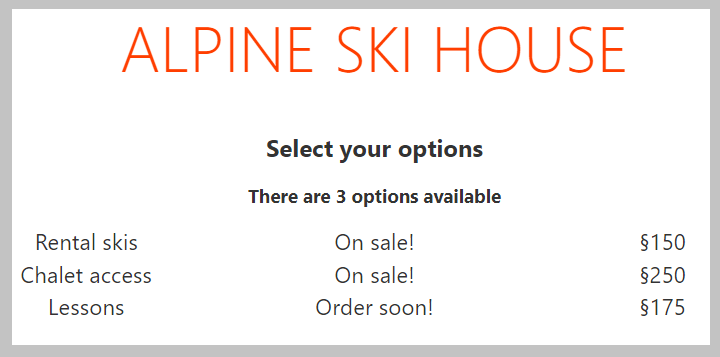 ALPINE SKI HOUSE
Select your options
There are 3 options available
Rental skis On sale! §150
Chalet access On sale! §250
Lessons Order soon! §175